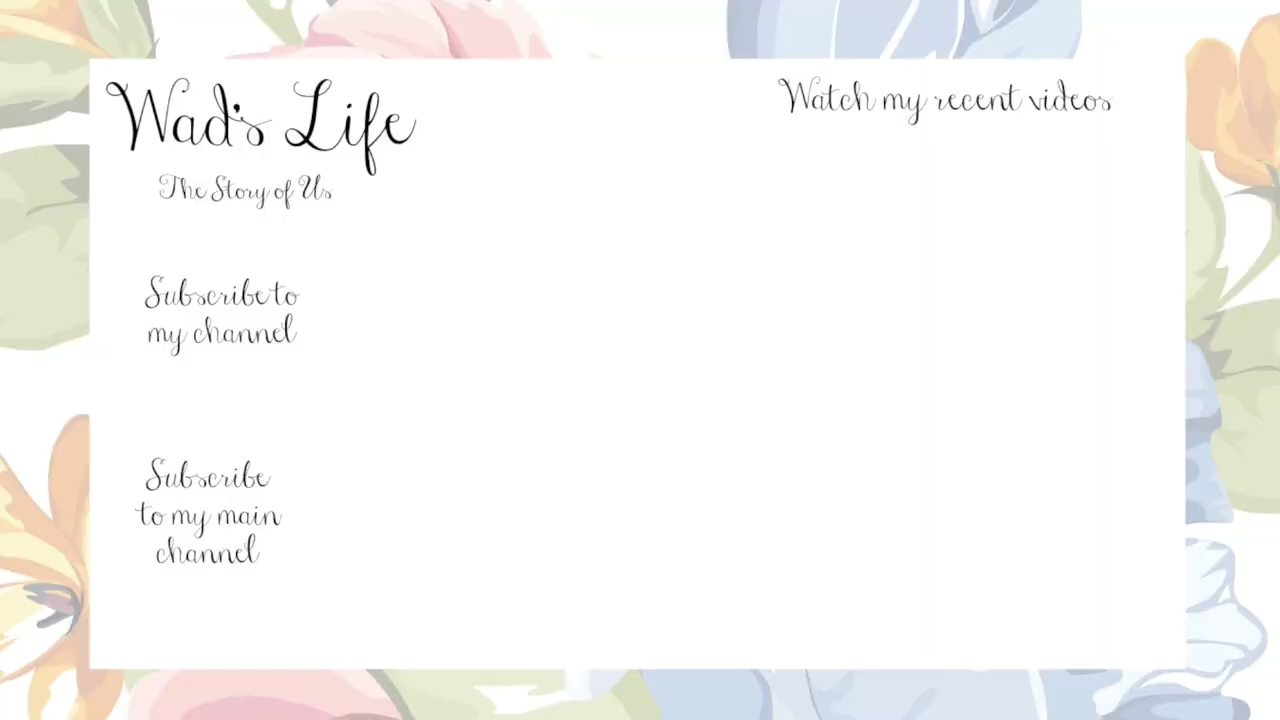 Wad's Life
The Story of Us
Watch my recent videos
Subscribe to
my channel
Subscribe
to my main
channel